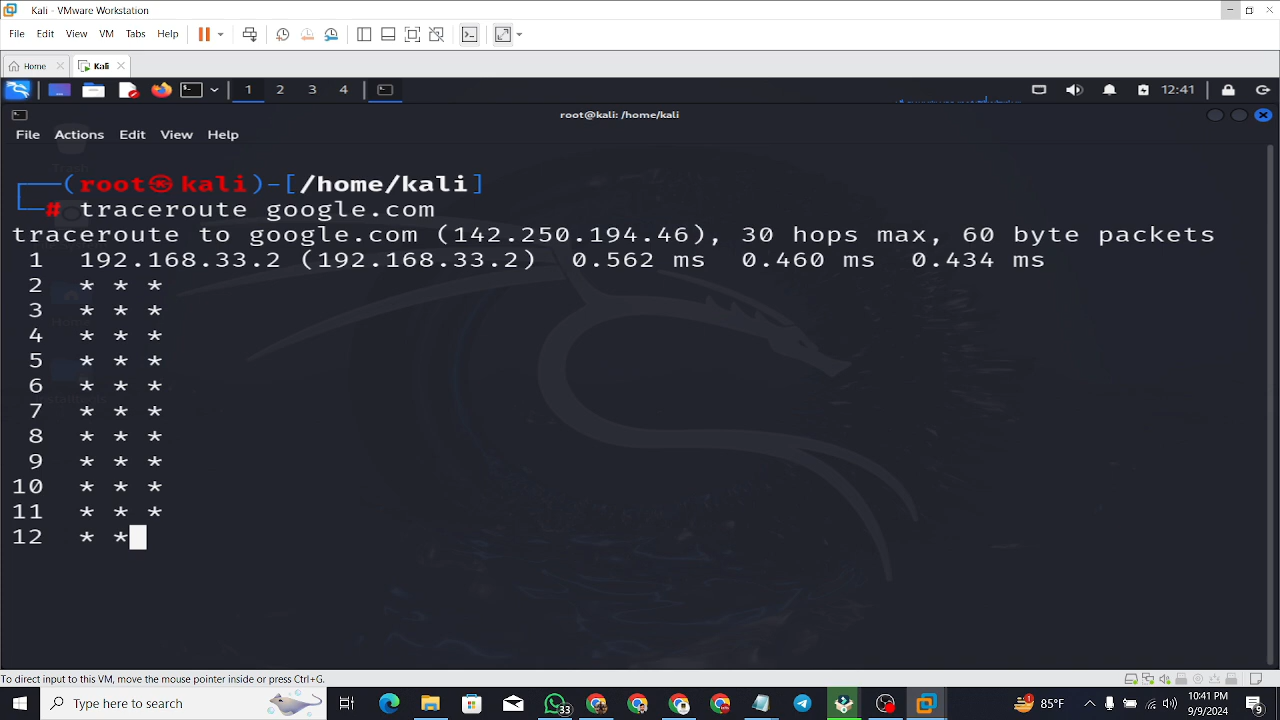 Kali - VMware Workstation
File Edit View VM Tabs Help
Home Kali
1 2 3 4 12:41
root@kali: /home/kali
File Actions Edit View Help
Trash
Home
┌──(root㉿kali)-[/home/kali]
└─# traceroute google.com
traceroute to google.com (142.250.194.46), 30 hops max, 60 byte packets
1 192.168.33.2 (192.168.33.2) 0.562 ms 0.460 ms 0.434 ms
2 * * *
3 * * *
4 * * *
5 * * *
6 * * *
7 * * *
8 * * *
9 * * *
10 * * *
11 * * *
12 * *
To direct input to this VM, move the mouse pointer inside or press Ctrl+G.
Type here to search 33 1 85°F 10:41 PM
9/9/2024 8